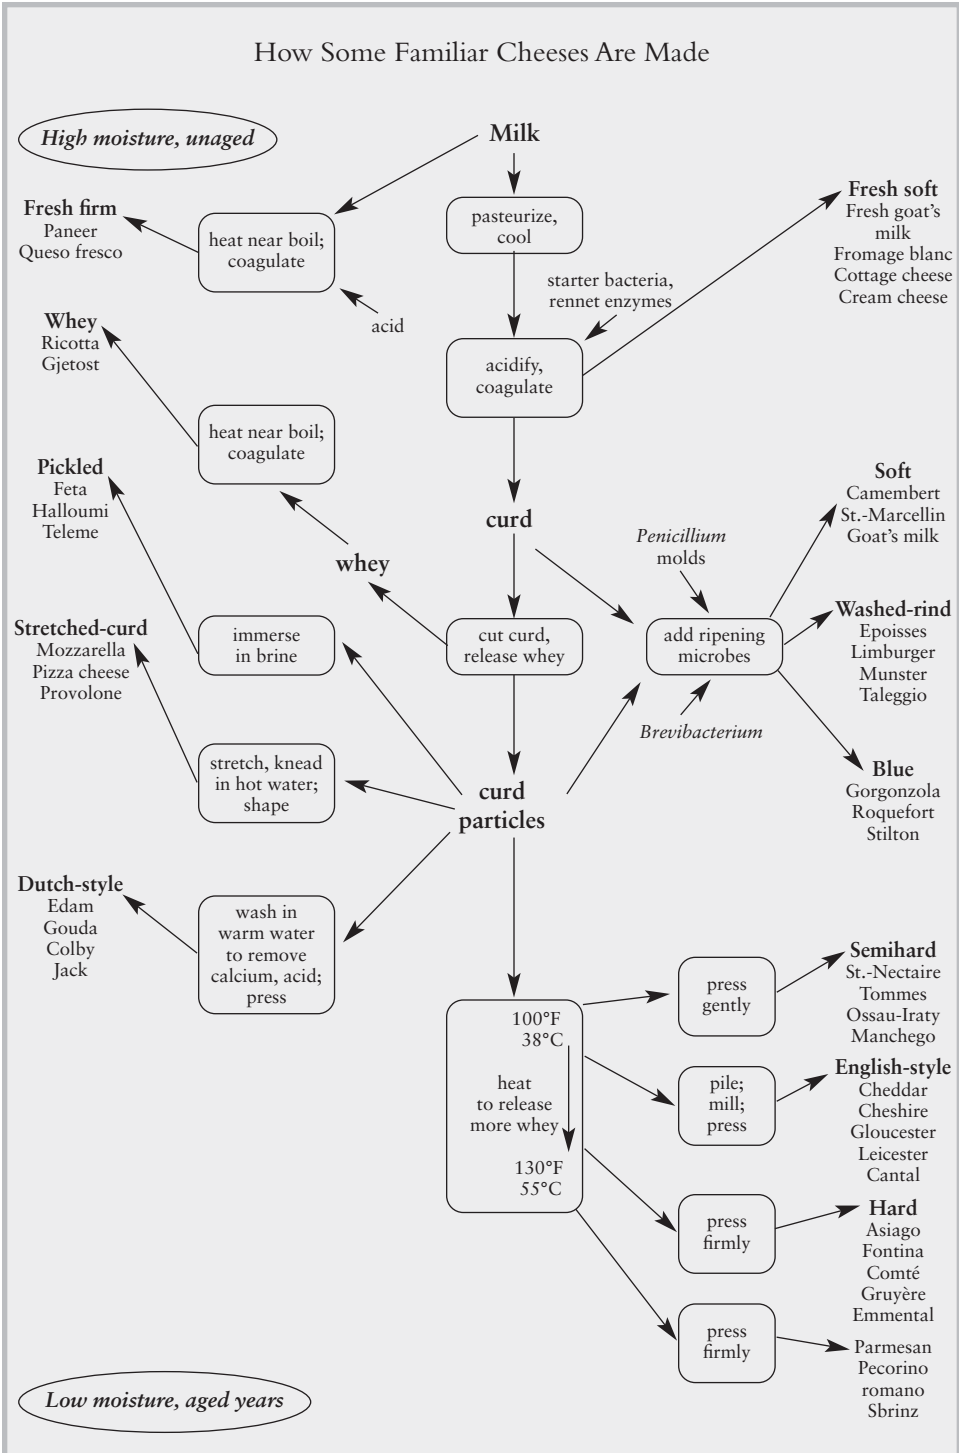 How Some Familiar Cheeses Are Made
High moisture, unaged
Milk
Fresh firm
Paneer
Queso fresco
heat near boil;
coagulate
acid
pasteurize,
cool
starter bacteria,
rennet enzymes
acidify,
coagulate
Fresh soft
Fresh goat's
milk
Fromage blanc
Cottage cheese
Cream cheese
Whey
Ricotta
Gjetost
heat near boil;
coagulate
whey
curd
cut curd,
release whey
Penicillium
molds
add ripening
microbes
Brevibacterium
Soft
Camembert
St.-Marcellin
Goat's milk
Washed-rind
Epoisses
Limburger
Munster
Taleggio
Blue
Gorgonzola
Roquefort
Stilton
Pickled
Feta
Halloumi
Teleme
immerse
in brine
Stretched-curd
Mozzarella
Pizza cheese
Provolone
stretch, knead
in hot water;
shape
curd
particles
Dutch-style
Edam
Gouda
Colby
Jack
wash in
warm water
to remove
calcium, acid;
press
100°F
38°C
heat
to release
more whey
130°F
55°C
press
gently
Semihard
St.-Nectaire
Tommes
Ossau-Iraty
Manchego
pile;
mill;
press
English-style
Cheddar
Cheshire
Gloucester
Leicester
Cantal
press
firmly
Hard
Asiago
Fontina
Comté
Gruyère
Emmental
press
firmly
Parmesan
Pecorino
romano
Sbrinz
Low moisture, aged years